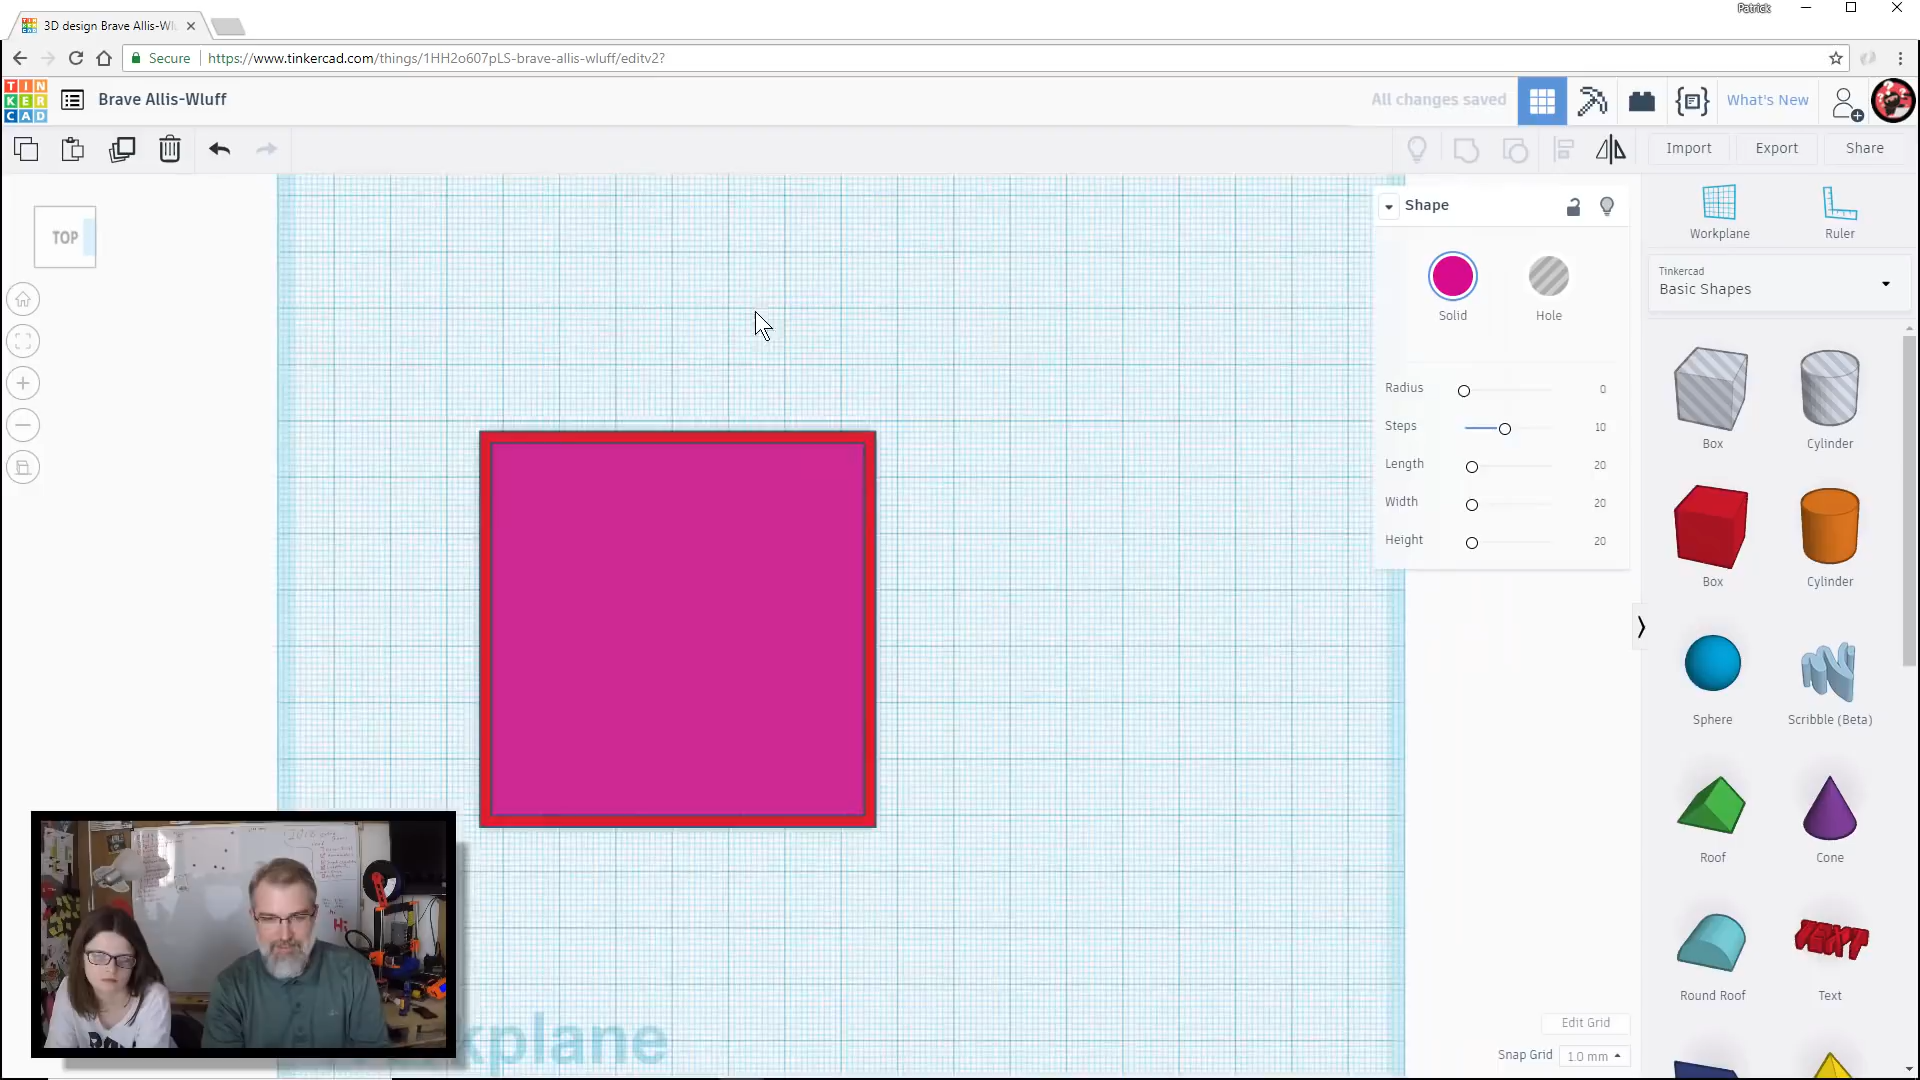 Patrick
3D design Brave Allis-Wl
Secure https://www.tinkercad.com/things/1HH2o607pLS-brave-allis-wluff/editv2?
TIN
KER
CAD
Brave Allis-Wluff
All changes saved
What's New
Import
Export
Share
TOP
Shape
Solid
Hole
Radius 0
Steps 10
Length 20
Width 20
Height 20
Workplane
Ruler
Tinkercad
Basic Shapes
Box
Cylinder
Box
Cylinder
Sphere
Scribble (Beta)
Roof
Cone
Round Roof
TEXT
Text
Hi
kplane
Edit Grid
Snap Grid 1.0 mm